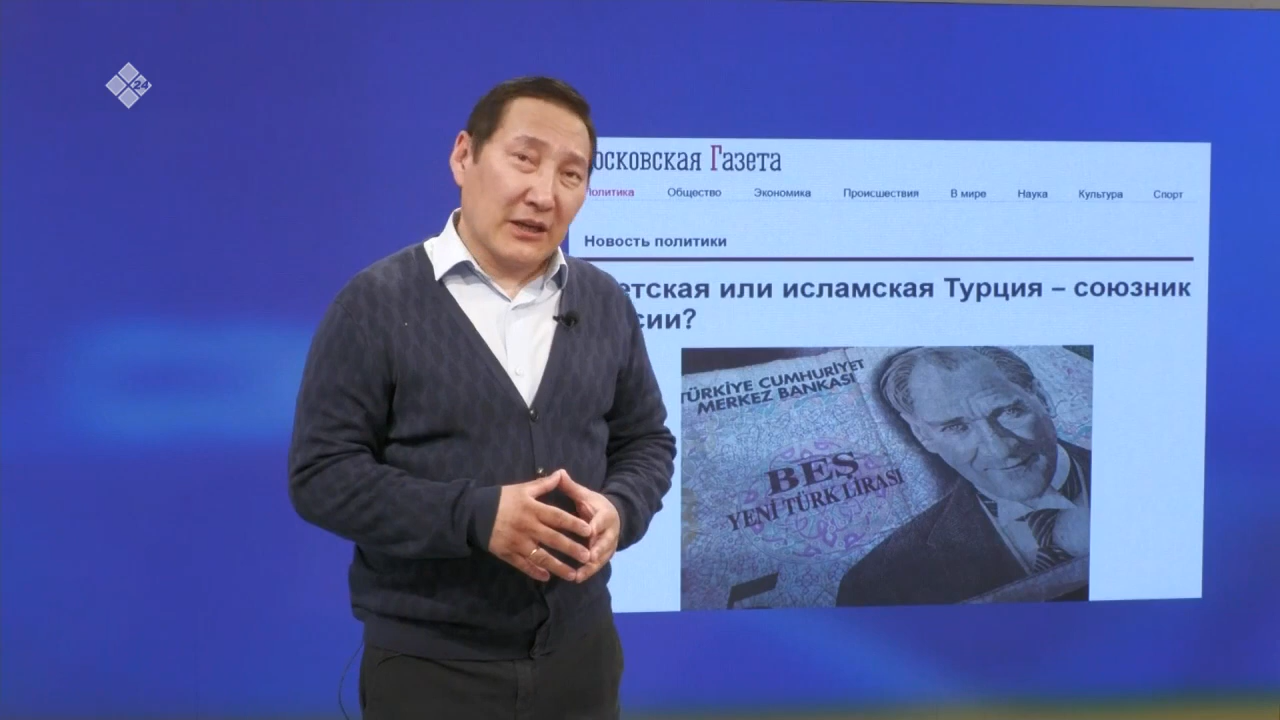 24
осковская Газета
олитика Общество Экономика Происшествия В мире Наука Культура Спорт
Новость политики
етская или исламская Турция – союзник
сии?
TÜRKİYE CUMHURİYET
MERKEZ BANKASI
BEŞ
YENİ TÜRK LİRASI